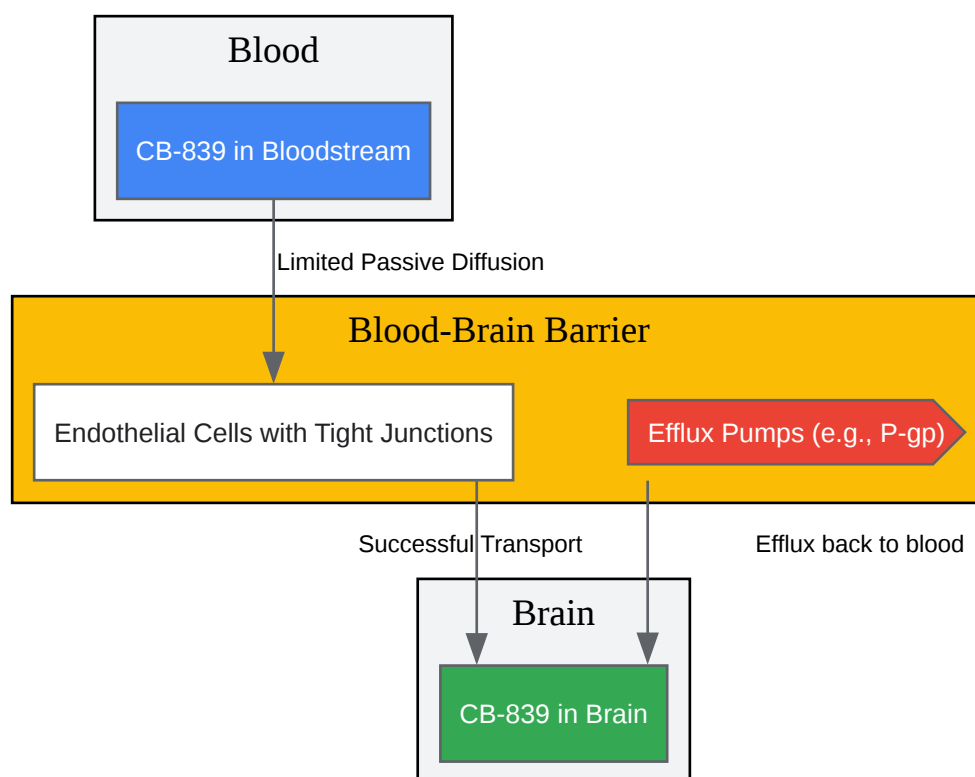 Blood
CB-839 in Bloodstream
Limited Passive Diffusion
Blood-Brain Barrier
Endothelial Cells with Tight Junctions
Efflux Pumps (e.g., P-gp)
Successful Transport
Efflux back to blood
Brain
CB-839 in Brain